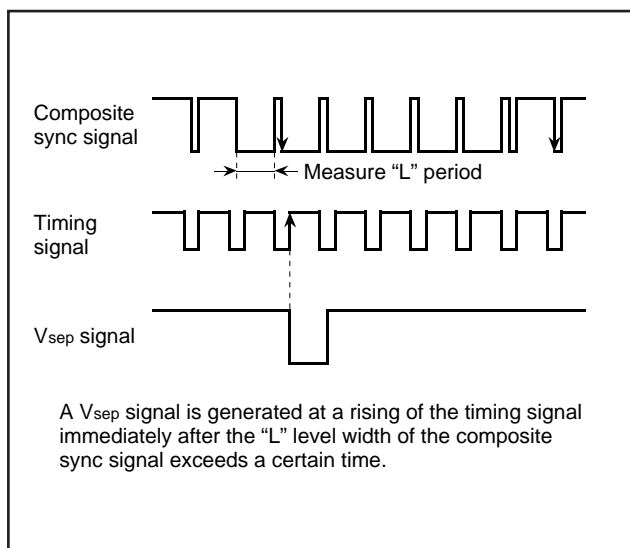 Composite
sync signal
Measure “L” period
Timing
signal
Vsep signal
A Vsep signal is generated at a rising of the timing signal
immediately after the “L” level width of the composite
sync signal exceeds a certain time.